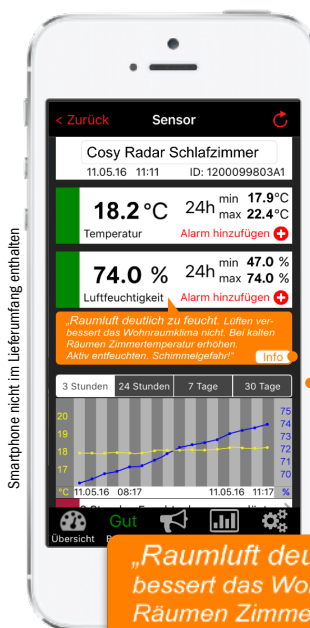 < Zurück Sensor
Cosy Radar Schlafzimmer
11.05.16 11:11 ID: 1200099803A1
18.2 °C 24h min 17.9°C
max 22.4°C
Temperatur Alarm hinzufügen
74.0 % 24h min 47.0 %
max 74.0 %
Luftfeuchtigkeit Alarm hinzufügen
„Raumluft deutlich zu feucht. Lüften ver-
bessert das Wohnraumklima nicht. Bei kalten
Räumen Zimmertemperatur erhöhen.
Aktiv entfeuchten. Schimmelgefahr!"
Info
3 Stunden 24 Stunden 7 Tage 30 Tage
20 75
19 74
73
18 72
17 71
70
°C 11.05.16 08:17 11.05.16 11:17 %
Gut
Übersicht
Smartphone nicht im Lieferumfang enthalten
„Raumluft deu
bessert das Wo
Räumen Zimme